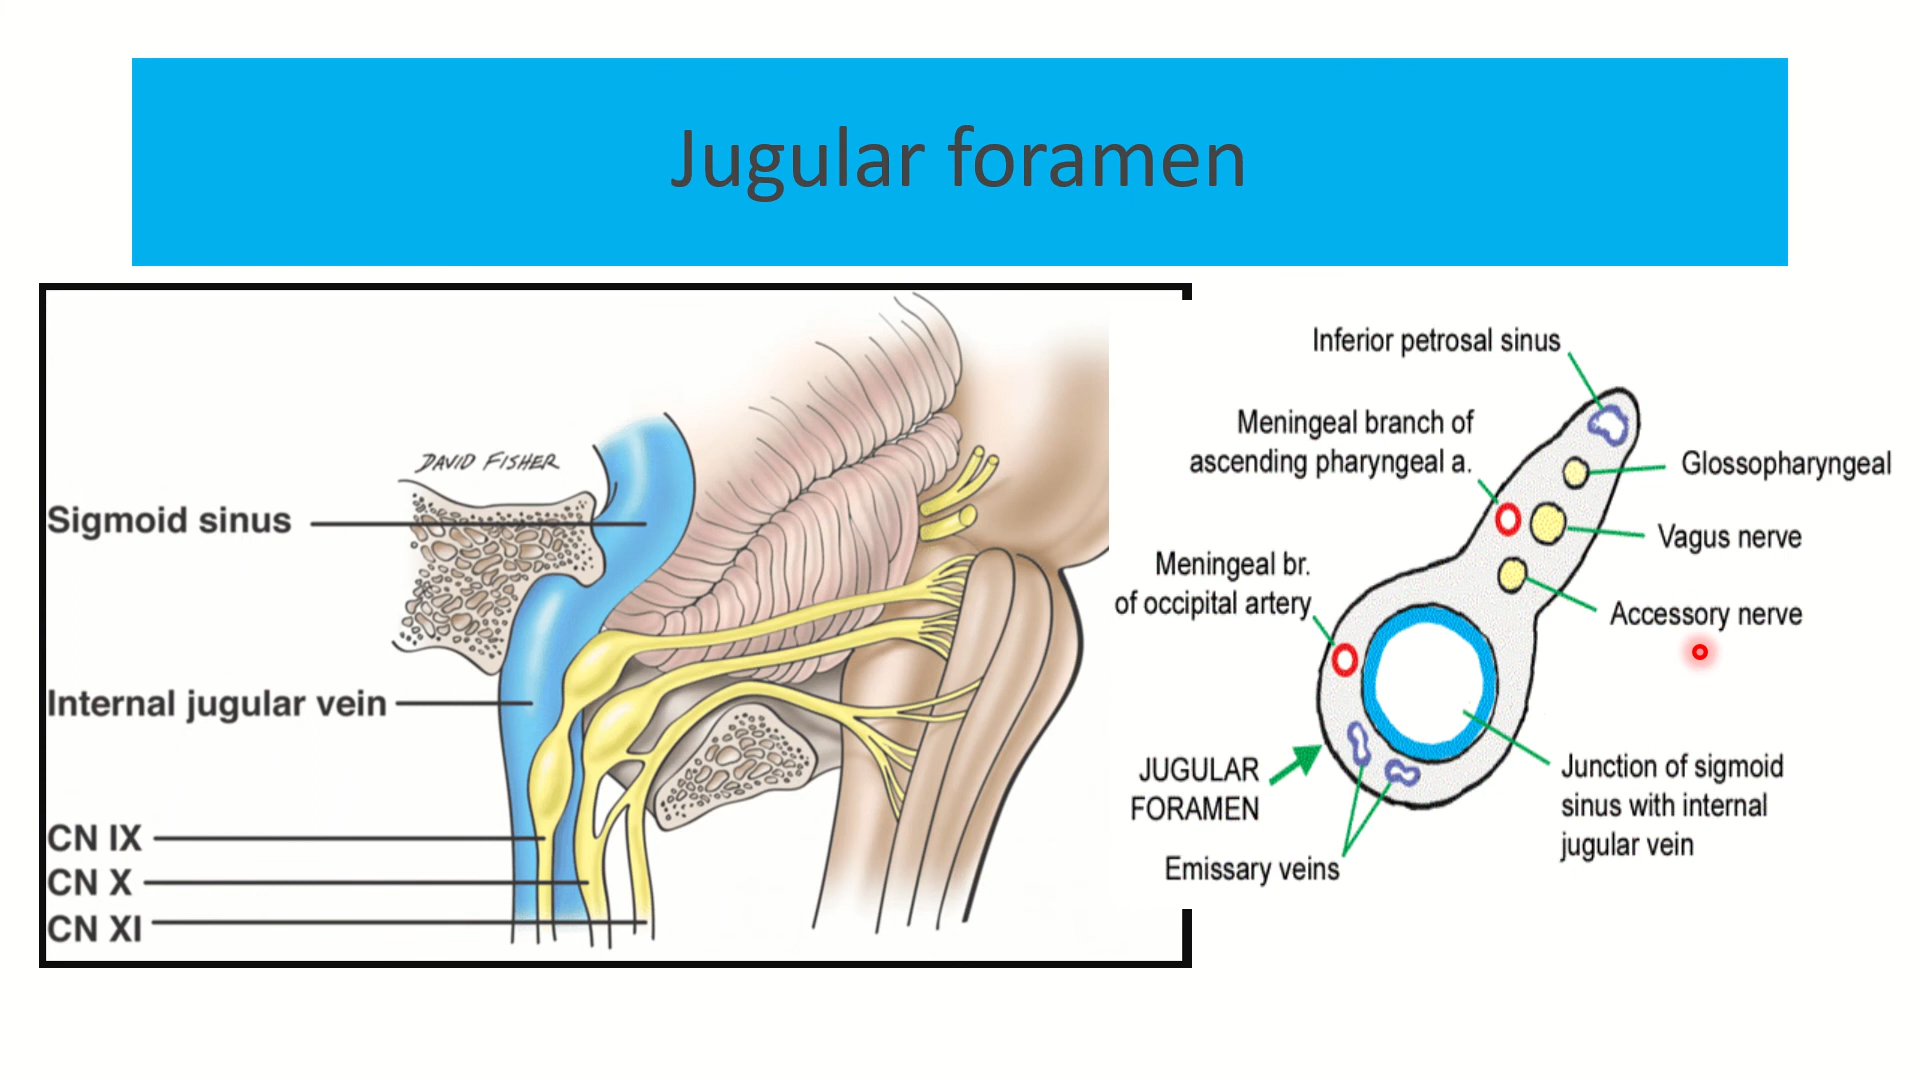 Jugular foramen
DAVID FISHER
Sigmoid sinus
Internal jugular vein
CN IX
CN X
CN XI
Inferior petrosal sinus
Meningeal branch of
ascending pharyngeal a.
Glossopharyngeal
Vagus nerve
Meningeal br.
of occipital artery
Accessory nerve
JUGULAR
FORAMEN
Junction of sigmoid
sinus with internal
jugular vein
Emissary veins